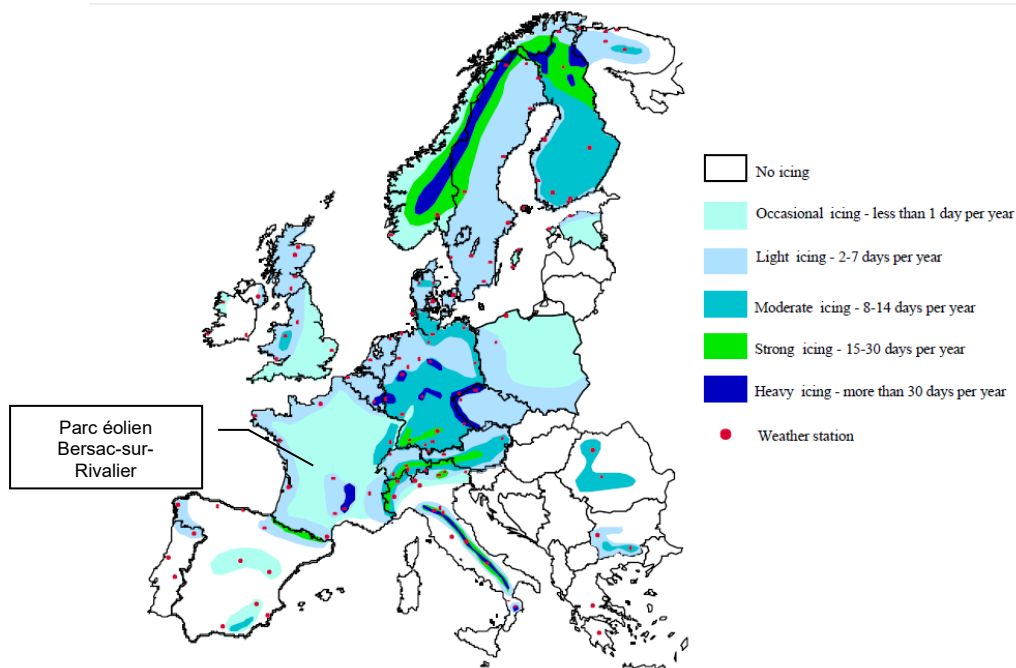 No icing
Occasional icing - less than 1 day per year
Light icing - 2-7 days per year
Moderate icing - 8-14 days per year
Strong icing - 15-30 days per year
Heavy icing - more than 30 days per year
Weather station
Parc éolien
Bersac-sur-
Rivalier